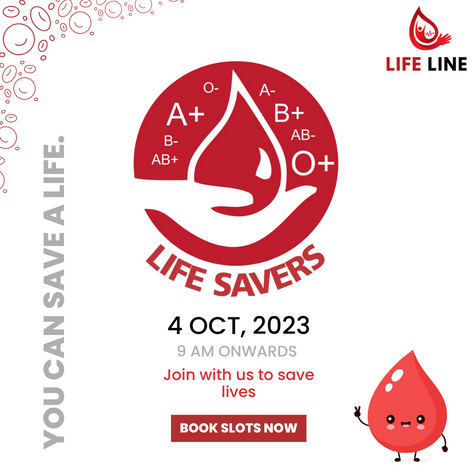 LIFE LINE
O-
A-
A+
B+
B-
AB-
AB+
O+
LIFE SAVERS
YOU CAN SAVE A LIFE.
4 OCT, 2023
9 AM ONWARDS
Join with us to save
lives
BOOK SLOTS NOW